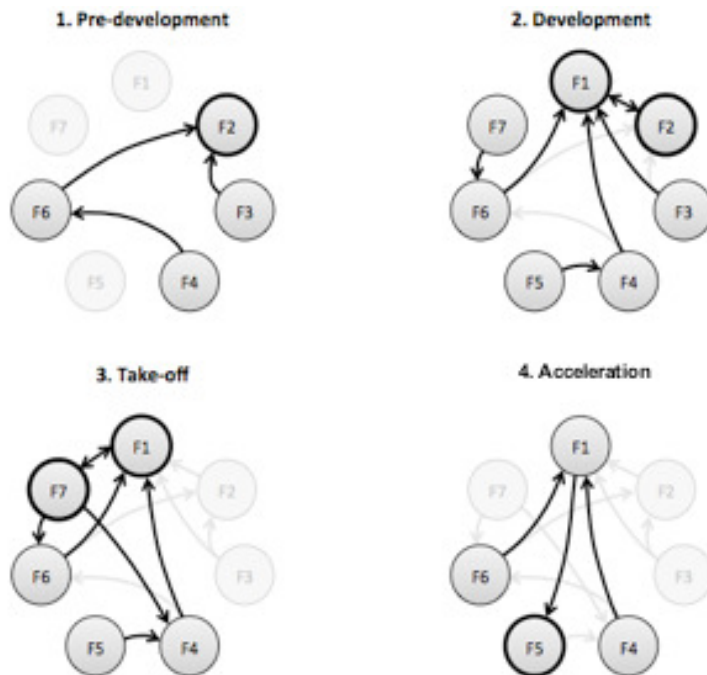 1. Pre-development
F1
F7
F2
F6
F3
F5
F4
2. Development
F1
F7
F2
F6
F3
F5
F4
3. Take-off
F1
F7
F2
F6
F3
F5
F4
4. Acceleration
F1
F7
F2
F6
F3
F5
F4